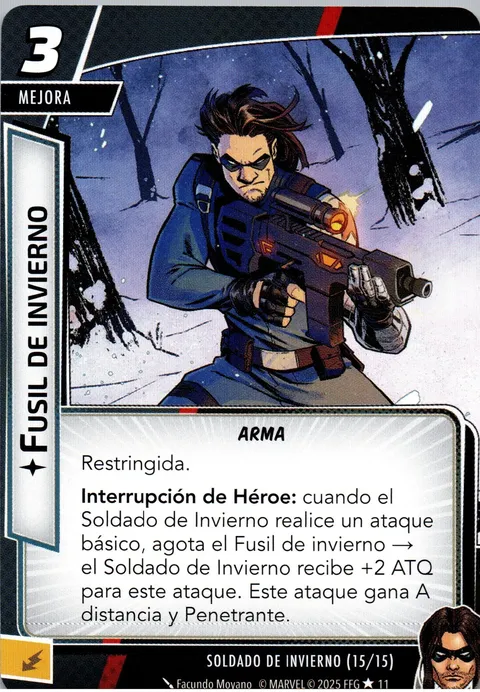 3
MEJORA
FUSIL DE INVIERNO
ARMA
Restringida.
Interrupción de Héroe: cuando el
Soldado de Invierno realice un ataque
básico, agota el Fusil de invierno →
el Soldado de Invierno recibe +2 ATQ
para este ataque. Este ataque gana A
distancia y Penetrante.
SOLDADO DE INVIERNO (15/15)
Facundo Moyano © MARVEL © 2025 FFG ★ 11